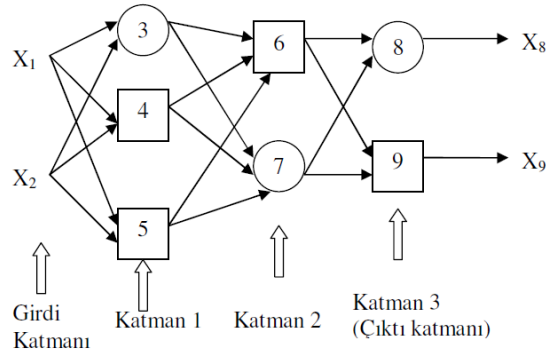 X1
X2
3
4
5
6
7
8
9
X8
X9
Girdi
Katmanı
Katman 1
Katman 2
Katman 3
(Çıktı katmanı)